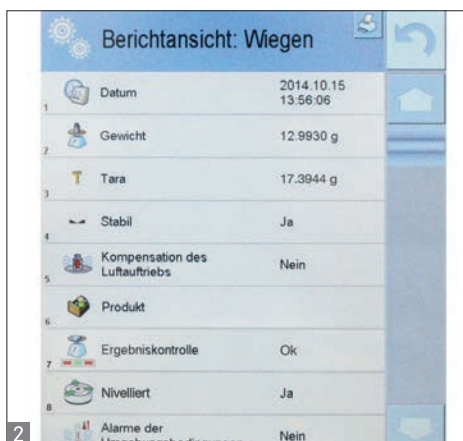 Berichtansicht: Wiegen
1 Datum 2014.10.15
13:56:06
2 Gewicht 12.9930 g
3 Tara 17.3944 g
4 Stabil Ja
5 Kompensation des
Luftauftriebs Nein
6 Produkt
7 Ergebniskontrolle Ok
8 Nivelliert Ja
Alarme der
Umgebungsbedingungen Nein
2